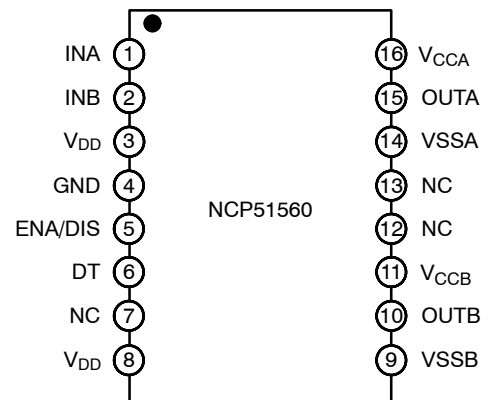 INA 1 16 VCCA
INB 2 15 OUTA
VDD 3 14 VSSA
GND 4 13 NC
NCP51560
ENA/DIS 5 12 NC
DT 6 11 VCCB
NC 7 10 OUTB
VDD 8 9 VSSB